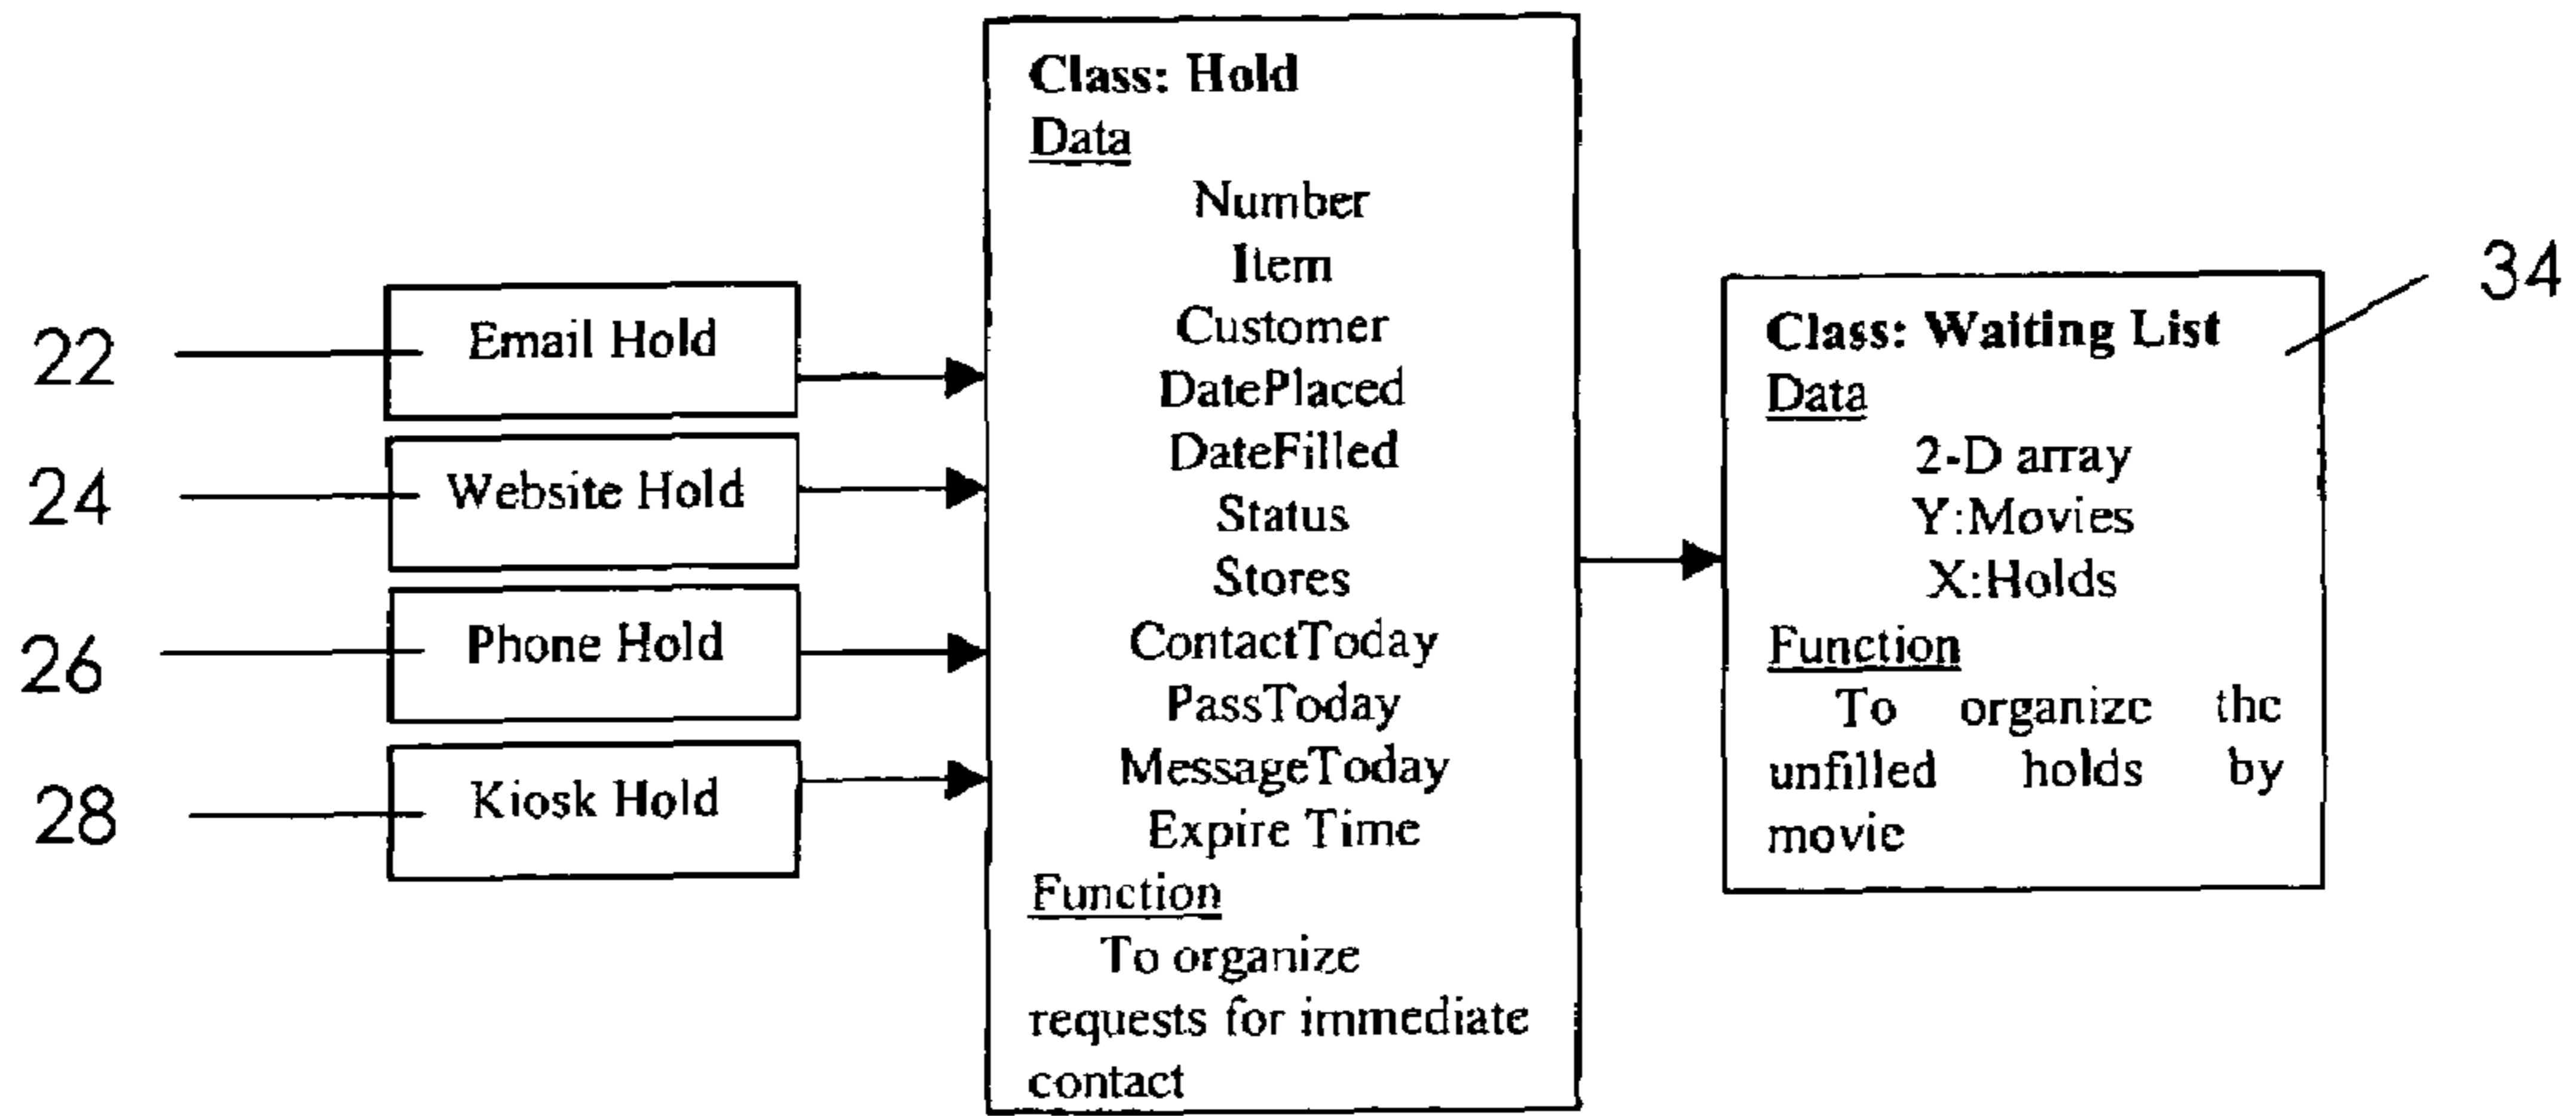 22
Email Hold
24
Website Hold
26
Phone Hold
28
Kiosk Hold
Class: Hold
Data
Number
Item
Customer
DatePlaced
DateFilled
Status
Stores
ContactToday
PassToday
MessageToday
Expire Time
Function
To organize
requests for immediate
contact
34
Class: Waiting List
Data
2-D array
Y:Movies
X:Holds
Function
To organize the
unfilled holds by
movie